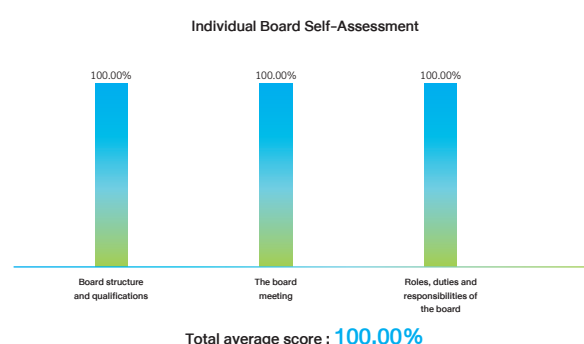 Individual Board Self-Assessment
100.00% 100.00% 100.00%
Board structure
and qualifications
The board
meeting
Roles, duties and
responsibilities of
the board
Total average score : 100.00%